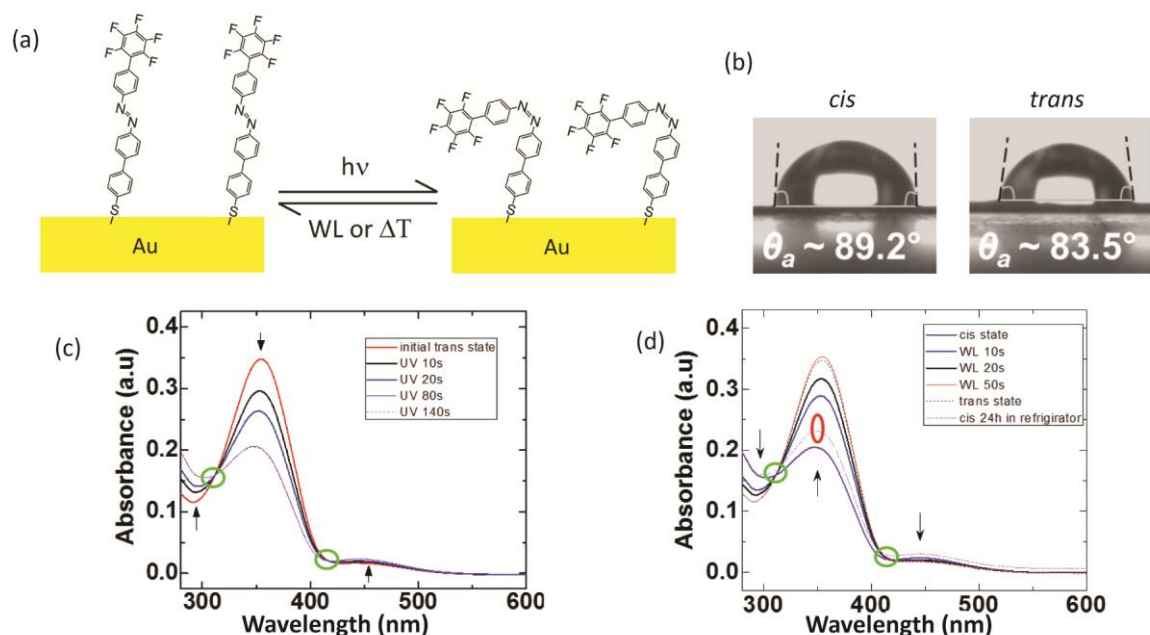 (a)
F F F F F
N=N
S
F F F F F
N=N
S
Au
hν
WL or ΔT
F F F F F
N=N
S
F F F F F
N=N
S
Au
(b)
cis
trans
θa ~ 89.2°
θa ~ 83.5°
(c)
Absorbance (a.u)
0.4
0.3
0.2
0.1
0.0
300 400 500 600
Wavelength (nm)
initial trans state
UV 10s
UV 20s
UV 80s
UV 140s
(d)
Absorbance (a.u)
0.4
0.3
0.2
0.1
0.0
300 400 500 600
Wavelength (nm)
cis state
WL 10s
WL 20s
WL 50s
trans state
cis 24h in refrigirator